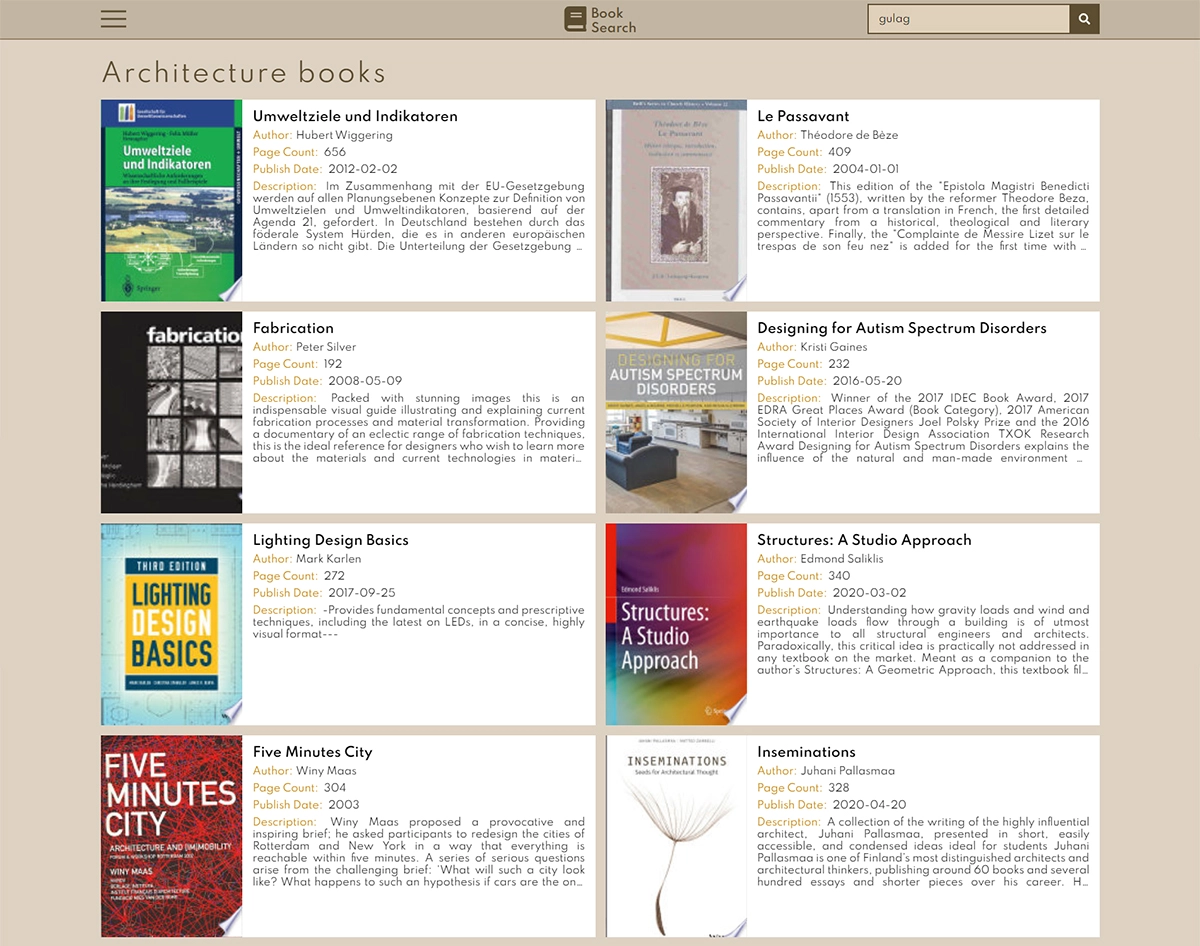 Book
Search
gulag
Architecture books
Umweltziele und Indikatoren
Author: Hubert Wiggering
Page Count: 656
Publish Date: 2012-02-02
Description: Im Zusammenhang mit der EU-Gesetzgebung
werden auf allen Planungsebenen Konzepte zur Definition von
Umweltzielen und Umweltindikatoren, basierend auf der
Agenda 21, gefordert. In Deutschland bestehen durch das
föderale System Hürden, die es in anderen europäischen
Ländern so nicht gibt. Die Unterteilung der Gesetzgebung ...
Umweltziele
und Indikatoren
Springer
Le Passavant
Author: Théodore de Bèze
Page Count: 409
Publish Date: 2004-01-01
Description: This edition of the "Epistola Magistri Benedicti
Passavantii" (1553), written by the reformer Theodore Beza,
contains, apart from a translation in French, the first detailed
commentary from a historical, theological and literary
perspective. Finally, the "Complainte de Messire Lizet sur le
trespas de son feu nez" is added for the first time with ...
Théodore de Bèze
Le Passavant
Fabrication
Author: Peter Silver
Page Count: 192
Publish Date: 2008-05-09
Description: Packed with stunning images this is an
indispensable visual guide illustrating and explaining current
fabrication processes and material transformation. Providing
a documentary of an eclectic range of fabrication techniques,
this is the ideal reference for designers who wish to learn more
about the materials and current technologies in materi...
fabricatio
Designing for Autism Spectrum Disorders
Author: Kristi Gaines
Page Count: 232
Publish Date: 2016-05-20
Description: Winner of the 2017 IDEC Book Award, 2017
EDRA Great Places Award (Book Category), 2017 American
Society of Interior Designers Joel Polsky Prize and the 2016
International Interior Design Association TXOK Research
Award Designing for Autism Spectrum Disorders explains the
influence of the natural and man-made environment ...
DESIGNING FOR
AUTISM SPECTRUM
DISORDERS
Lighting Design Basics
Author: Mark Karlen
Page Count: 272
Publish Date: 2017-09-25
Description: -Provides fundamental concepts and prescriptive
techniques, including the latest on LEDs, in a concise, highly
visual format---
THIRD EDITION
LIGHTING
DESIGN
BASICS
Structures: A Studio Approach
Author: Edmond Saliklis
Page Count: 340
Publish Date: 2020-03-02
Description: Understanding how gravity loads and wind and
earthquake loads flow through a building is of utmost
importance to all structural engineers and architects.
Paradoxically, this critical idea is practically not addressed in
any textbook on the market. Meant as a companion to the
author's Structures: A Geometric Approach, this textbook fil...
Edmond Saliklis
Structures:
A Studio
Approach
Five Minutes City
Author: Winy Maas
Page Count: 304
Publish Date: 2003
Description: Winy Maas proposed a provocative and
inspiring brief; he asked participants to redesign the cities of
Rotterdam and New York in a way that everything is
reachable within five minutes. A series of serious questions
arise from the challenging brief: 'What will such a city look
like? What happens to such an hypothesis if cars are the on...
FIVE
MINUTES
CITY
ARCHITECTURE AND (IM)MOBILITY
WINY MAAS
Inseminations
Author: Juhani Pallasmaa
Page Count: 328
Publish Date: 2020-04-20
Description: A collection of the writing of the highly influential
architect, Juhani Pallasmaa, presented in short, easily
accessible, and condensed ideas ideal for students Juhani
Pallasmaa is one of Finland's most distinguished architects and
architectural thinkers, publishing around 60 books and several
hundred essays and shorter pieces over his career. H...
INSEMINATIONS
Seeds for Architectural Thought